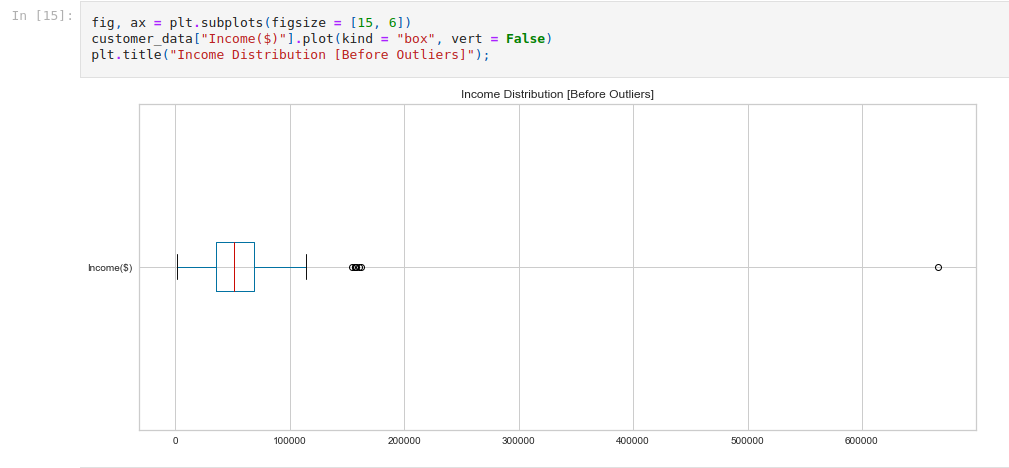 In [15]:
fig, ax = plt.subplots(figsize = [15, 6])
customer_data["Income($)"].plot(kind = "box", vert = False)
plt.title("Income Distribution [Before Outliers]");
Income Distribution [Before Outliers]
Income($)
0 100000 200000 300000 400000 500000 600000